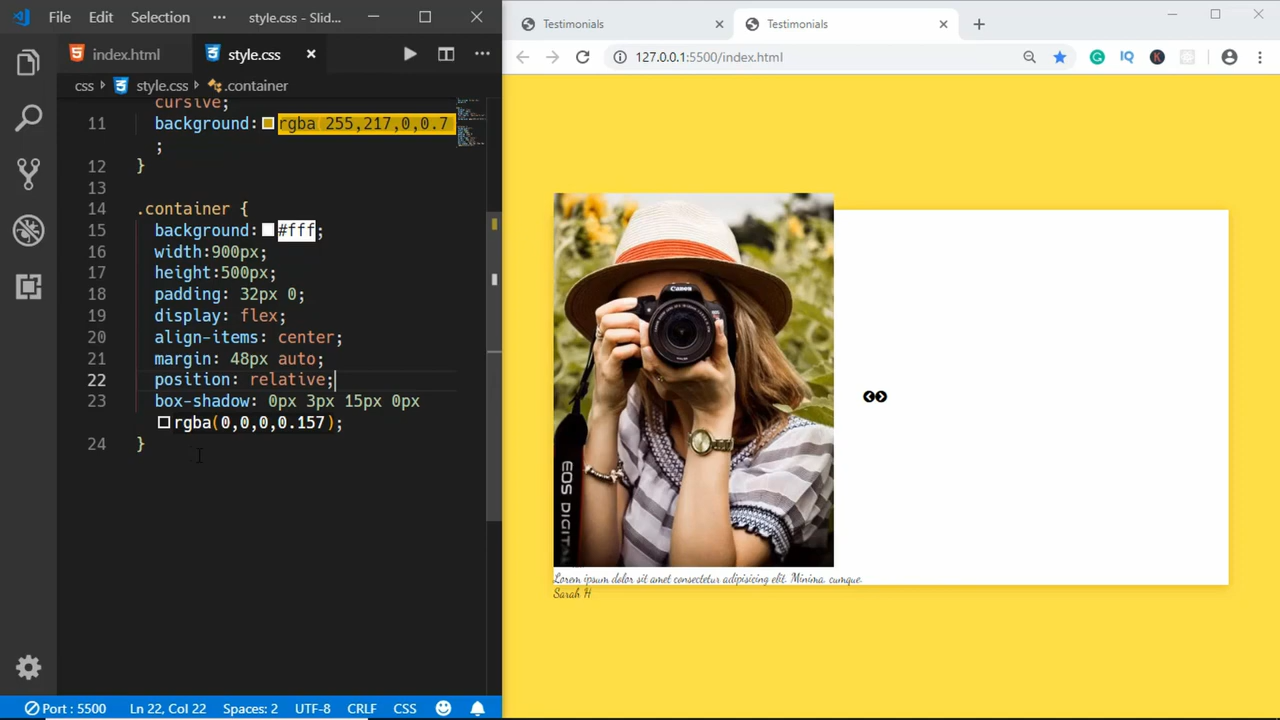 File Edit Selection ··· style.css - Slid...
index.html style.css
css > style.css > .container
cursive;
11 background: rgba(255,217,0,0.7
;
12 }
13
14 .container {
15 background: #fff;
16 width:900px;
17 height:500px;
18 padding: 32px 0;
19 display: flex;
20 align-items: center;
21 margin: 48px auto;
22 position: relative;
23 box-shadow: 0px 3px 15px 0px
rgba(0,0,0,0.157);
24 }
Port : 5500 Ln 22, Col 22 Spaces: 2 UTF-8 CRLF CSS
Testimonials Testimonials
127.0.0.1:5500/index.html
Canon
EOS DIGITAL
Lorem ipsum dolor sit amet consectetur adipisicing elit. Minima, cumque.
Sarah H